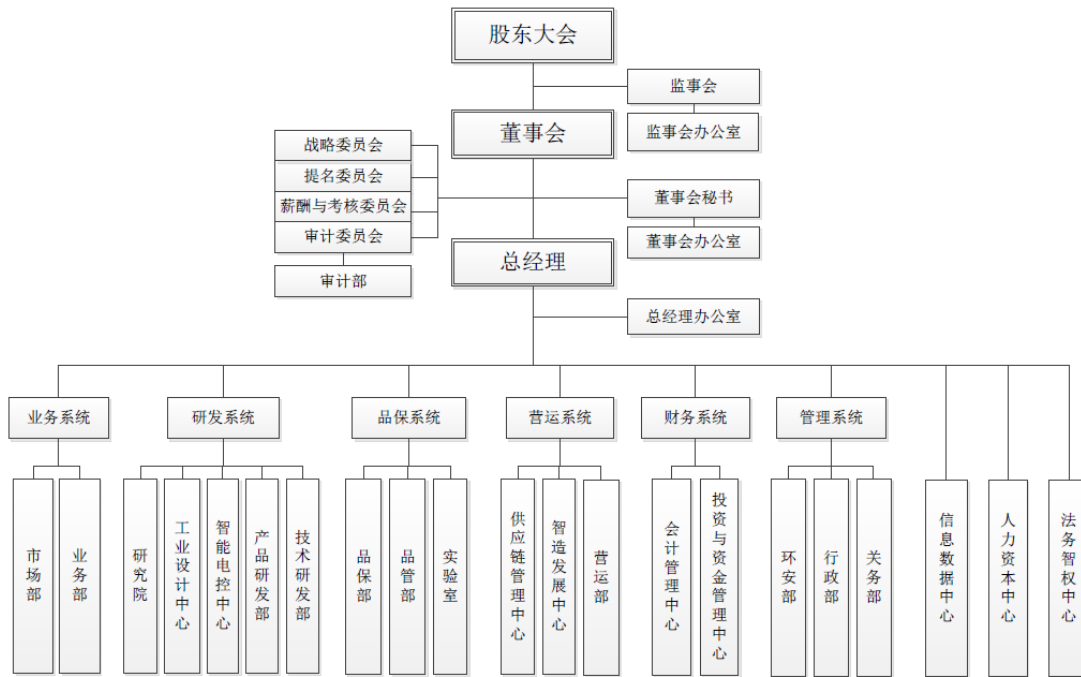 股东大会
监事会
董事会
监事会办公室
战略委员会
提名委员会
薪酬与考核委员会
审计委员会
审计部
董事会秘书
董事会办公室
总经理
总经理办公室
业务系统
研发系统
品保系统
营运系统
财务系统
管理系统
市场部
业务部
研究院
工业设计中心
智能电控中心
产品研发部
技术研发部
品保部
品管部
实验室
供应链管理中心
智造发展中心
营运部
会计管理中心
投资与资金管理中心
环安部
行政部
关务部
信息数据中心
人力资本中心
法务智权中心